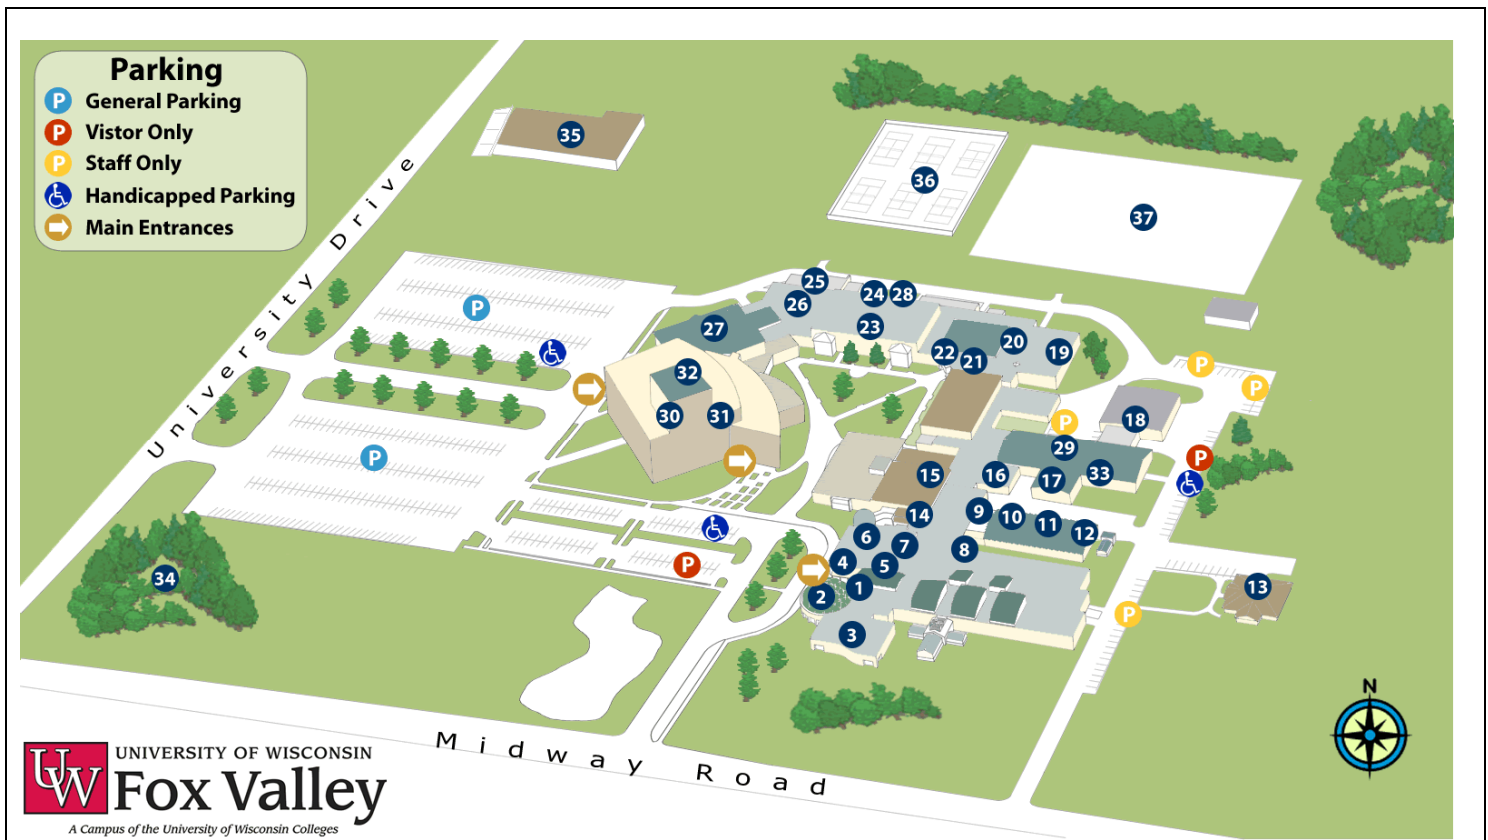 Parking
P General Parking
P Vistor Only
P Staff Only
Handicapped Parking
Main Entrances
35
36
37
University Drive
25
24
28
26
23
27
22
21
20
19
P
32
30
31
P
P
P
18
29
P
P
15
16
17
33
14
9
10
11
12
6
7
8
4
5
P
34
1
2
13
P
3
N
Midway Road
UW
UNIVERSITY OF WISCONSIN
Fox Valley
A Campus of the University of Wisconsin Colleges